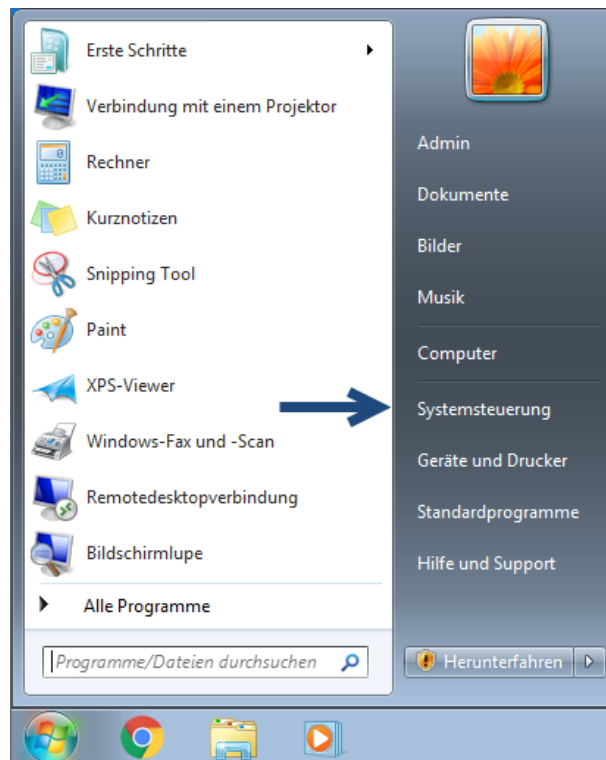 Erste Schritte
Verbindung mit einem Projektor
Rechner
Kurznotizen
Snipping Tool
Paint
XPS-Viewer
Windows-Fax und -Scan
Remotedesktopverbindung
Bildschirmlupe
Alle Programme
Programme/Dateien durchsuchen
Admin
Dokumente
Bilder
Musik
Computer
Systemsteuerung
Geräte und Drucker
Standardprogramme
Hilfe und Support
Herunterfahren